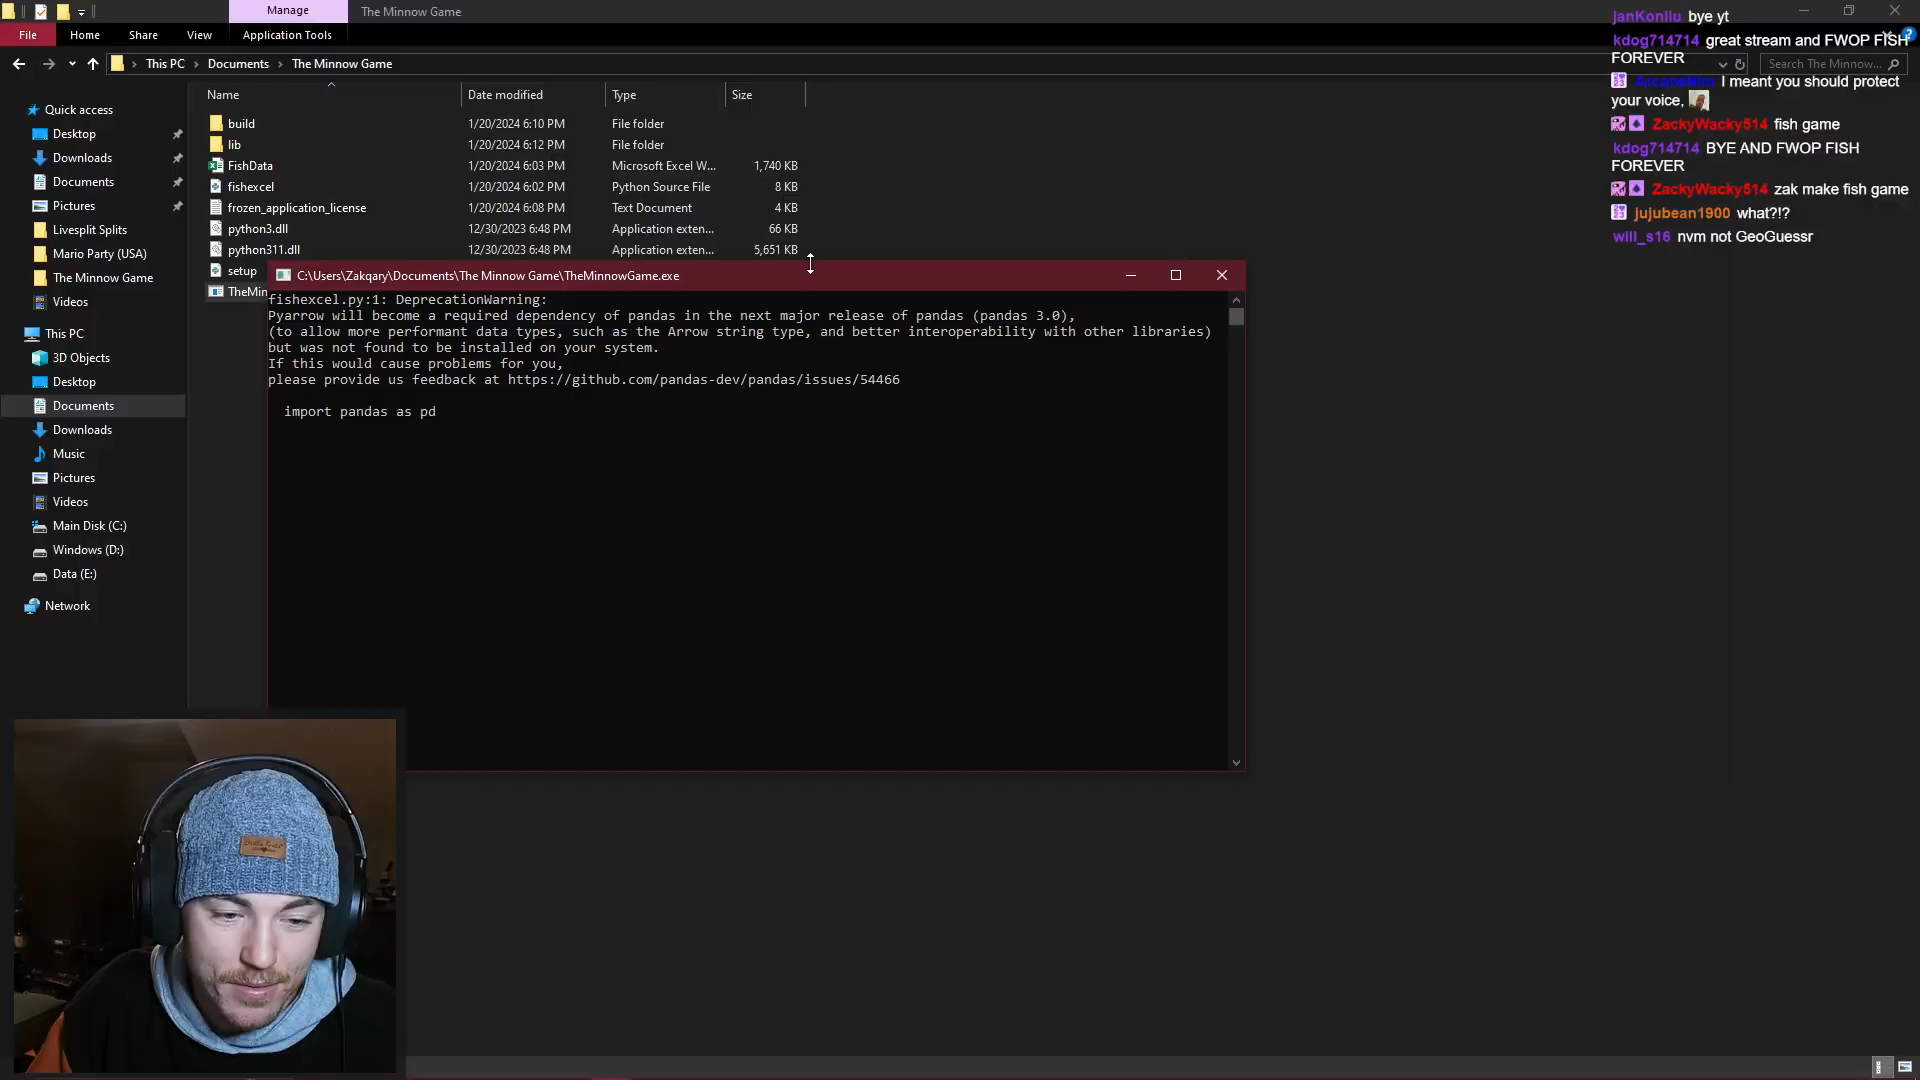 Manage
The Minnow Game
File
Home
Share
View
Application Tools
This PC
Documents
The Minnow Game
Search The Minnow...
Name
Date modified
Type
Size
Quick access
Desktop
Downloads
Documents
Pictures
Livesplit Splits
Mario Party (USA)
The Minnow Game
Videos
This PC
3D Objects
Desktop
Documents
Downloads
Music
Pictures
Videos
Main Disk (C:)
Windows (D:)
Data (E:)
Network
build 1/20/2024 6:10 PM File folder
lib 1/20/2024 6:12 PM File folder
FishData 1/20/2024 6:03 PM Microsoft Excel W... 1,740 KB
fishexcel 1/20/2024 6:02 PM Python Source File 8 KB
frozen_application_license 1/20/2024 6:08 PM Text Document 4 KB
python3.dll 12/30/2023 6:48 PM Application exten... 66 KB
python311.dll 12/30/2023 6:48 PM Application exten... 5,651 KB
setup
TheMin
C:\Users\Zakqary\Documents\The Minnow Game\TheMinnowGame.exe
fishexcel.py:1: DeprecationWarning:
Pyarrow will become a required dependency of pandas in the next major release of pandas (pandas 3.0),
(to allow more performant data types, such as the Arrow string type, and better interoperability with other libraries)
but was not found to be installed on your system.
If this would cause problems for you,
please provide us feedback at https://github.com/pandas-dev/pandas/issues/54466
import pandas as pd
janKonilu bye yt
kdog714714 great stream and FWOP FISH
FOREVER
ArcaneNim I meant you should protect
your voice,
ZackyWacky514 fish game
kdog714714 BYE AND FWOP FISH
FOREVER
ZackyWacky514 zak make fish game
jujubean1900 what?!?
will_s16 nvm not GeoGuessr